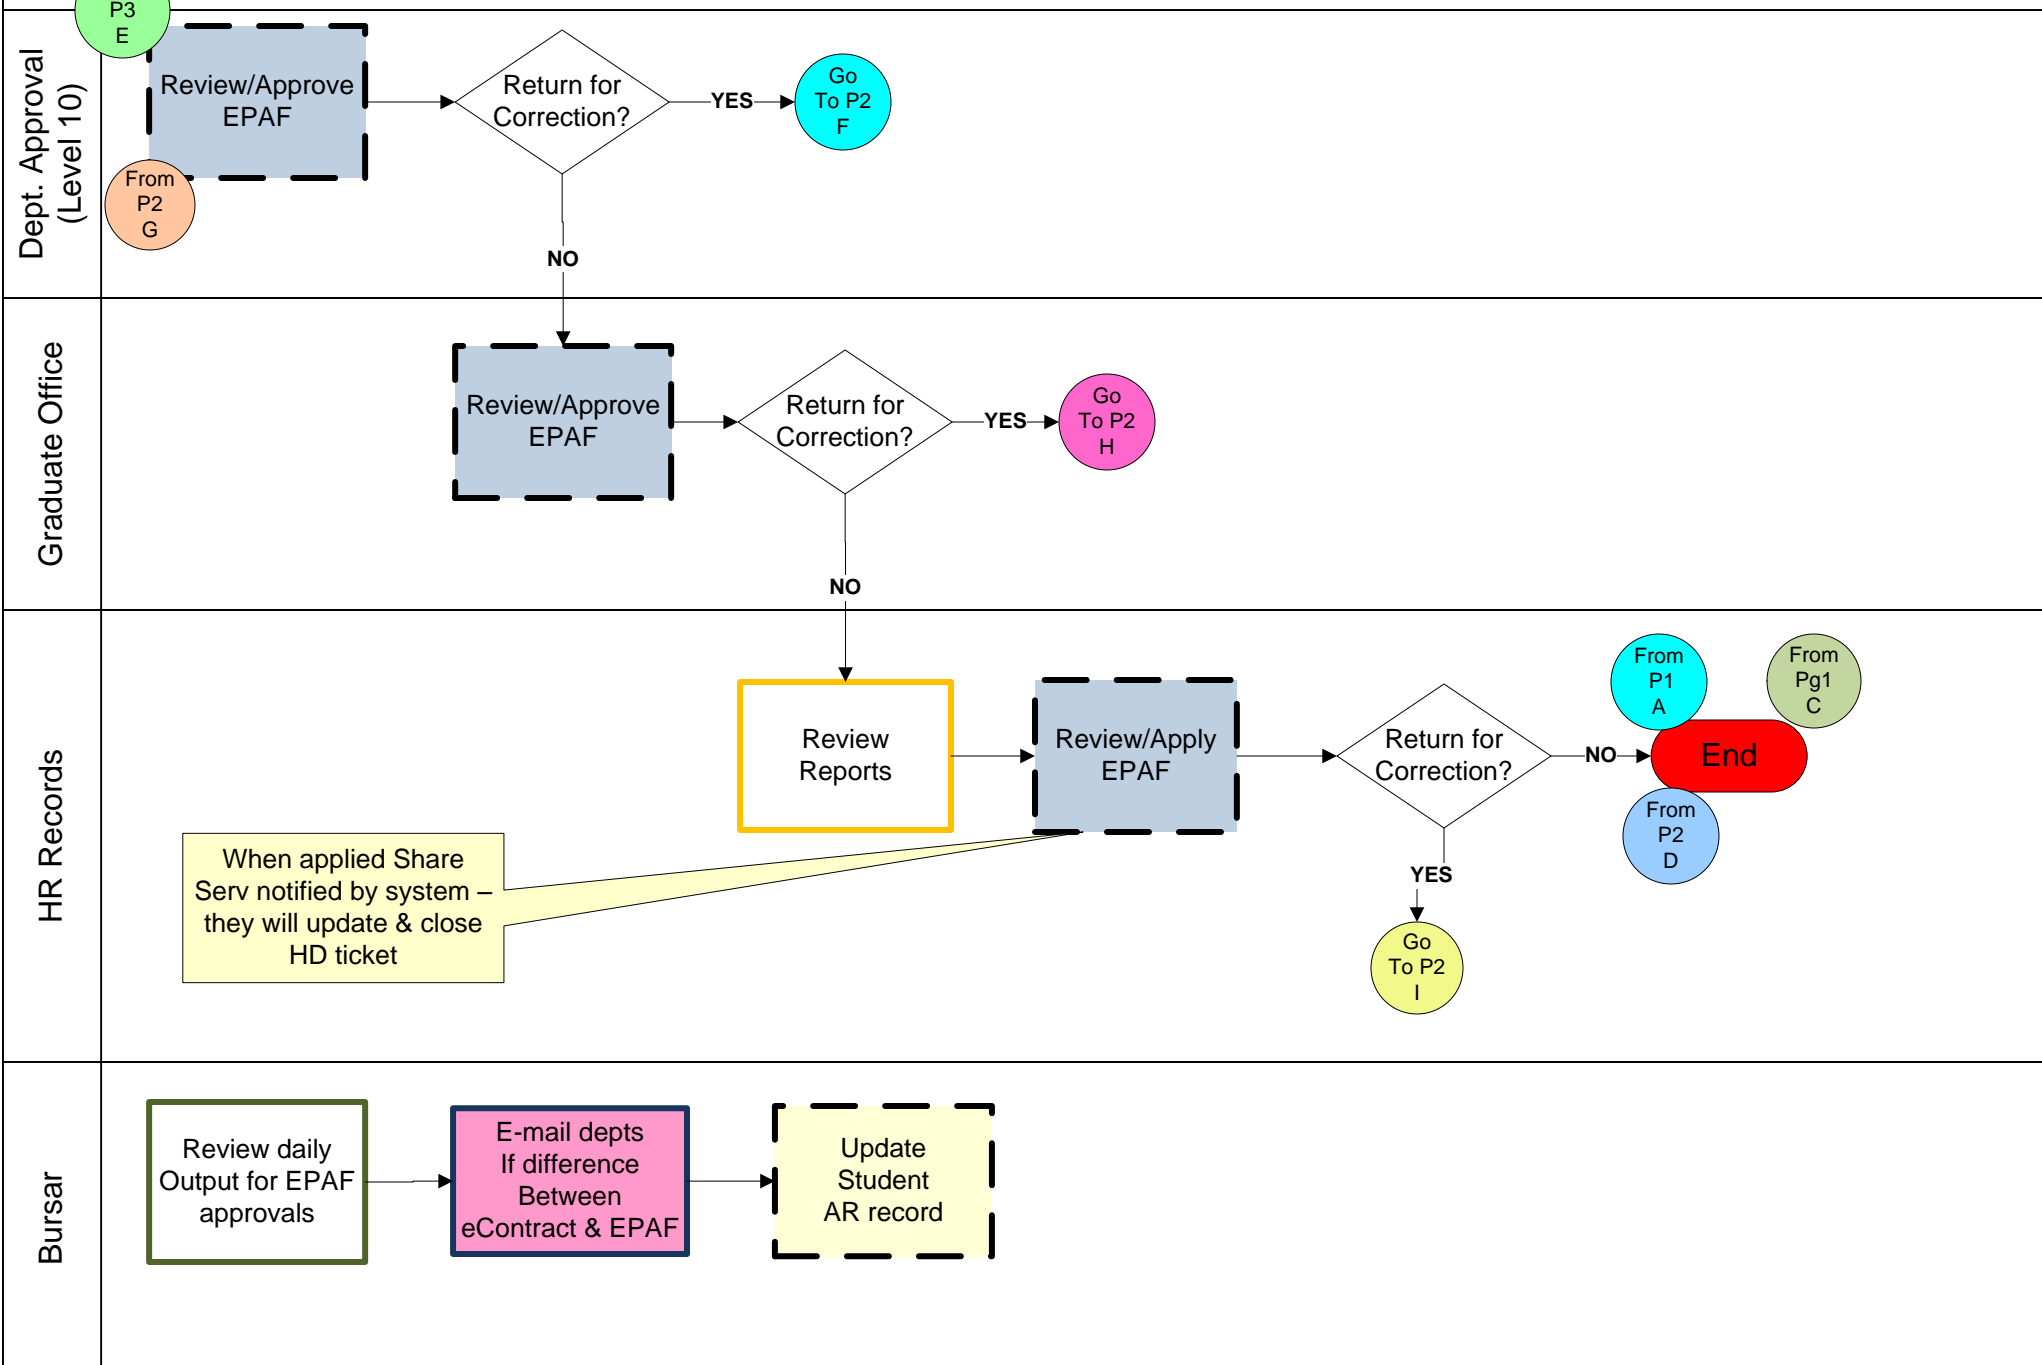 P3
E
Dept. Approval
(Level 10)
Review/Approve
EPAF
From
P2
G
Return for
Correction?
YES
Go
To P2
F
NO
Graduate Office
Review/Approve
EPAF
Return for
Correction?
YES
Go
To P2
H
NO
HR Records
Review
Reports
Review/Apply
EPAF
Return for
Correction?
NO
End
From
P1
A
From
Pg1
C
From
P2
D
YES
Go
To P2
I
When applied Share
Serv notified by system –
they will update & close
HD ticket
Bursar
Review daily
Output for EPAF
approvals
E-mail depts
If difference
Between
eContract & EPAF
Update
Student
AR record